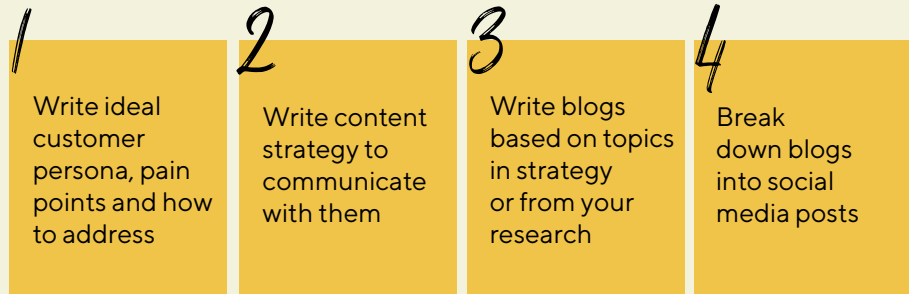 1
Write ideal
customer
persona, pain
points and how
to address
2
Write content
strategy to
communicate
with them
3
Write blogs
based on topics
in strategy
or from your
research
4
Break
down blogs
into social
media posts